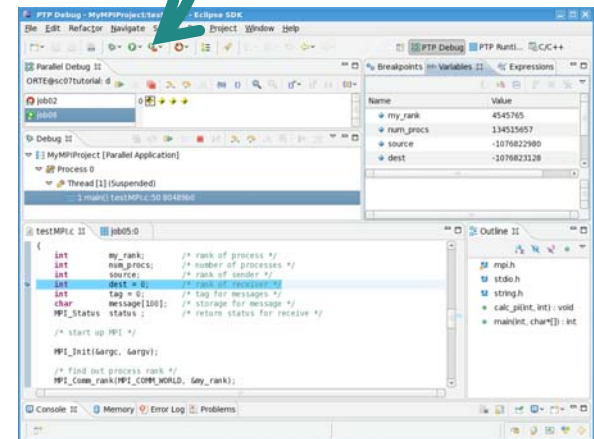 PTP Debug - MyMPIProject/test - Eclipse SDK
File Edit Refactor Navigate S Project Window Help
PTP Debug PTP Runti... C/C++
Parallel Debug
ORTE@sc07tutorial: d
job02 0
Debug
MyMPIProject [Parallel Application]
Process 0
Thread [1] (Suspended)
1 main() testMPI.c:50
Breakpoints Variables Expressions
Name Value
my_rank 4545765
num_procs 134515657
source -1076822980
dest -1076823128
testMPI.c job05:0
{
int my_rank; /* rank of process */
int num_procs; /* number of processes */
int source; /* rank of sender */
int dest = 0; /* rank of receiver */
int tag = 0; /* tag for messages */
char message[100]; /* storage for message */
MPI_Status status ; /* return status for receive */
/* start up MPI */
MPI_Init(&argc, &argv);
/* find out process rank */
MPI_Comm_rank(MPI_COMM_WORLD, &my_rank);
Outline
mpi.h
stdio.h
string.h
calc_pi(int, int) : void
main(int, char*[]) : int
Console Memory Error Log Problems